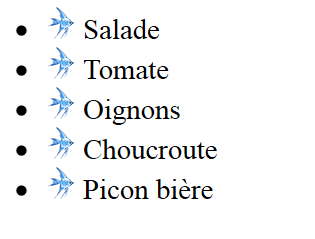 Salade
Tomate
Oignons
Choucroute
Picon bière